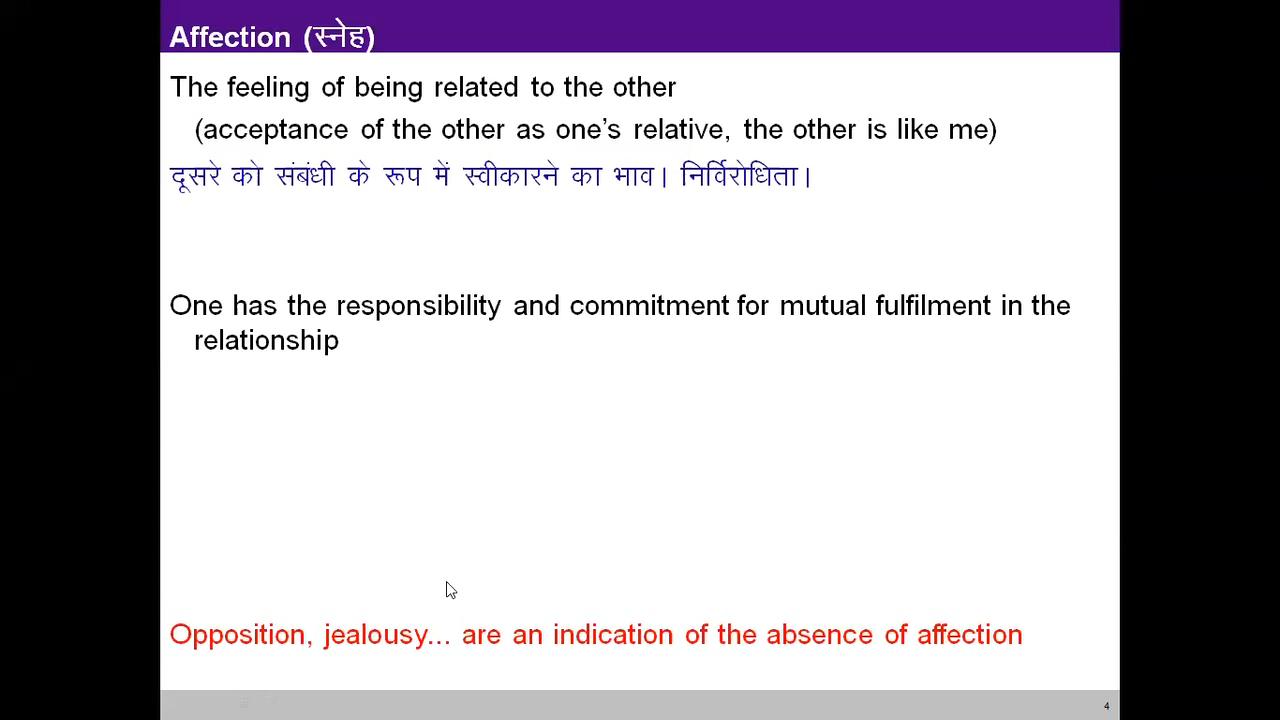 Affection (स्नेह)
The feeling of being related to the other
(acceptance of the other as one’s relative, the other is like me)
दूसरे को संबंधी के रूप में स्वीकारने का भाव। निर्विरोधिता।
One has the responsibility and commitment for mutual fulfilment in the
relationship
Opposition, jealousy... are an indication of the absence of affection
4